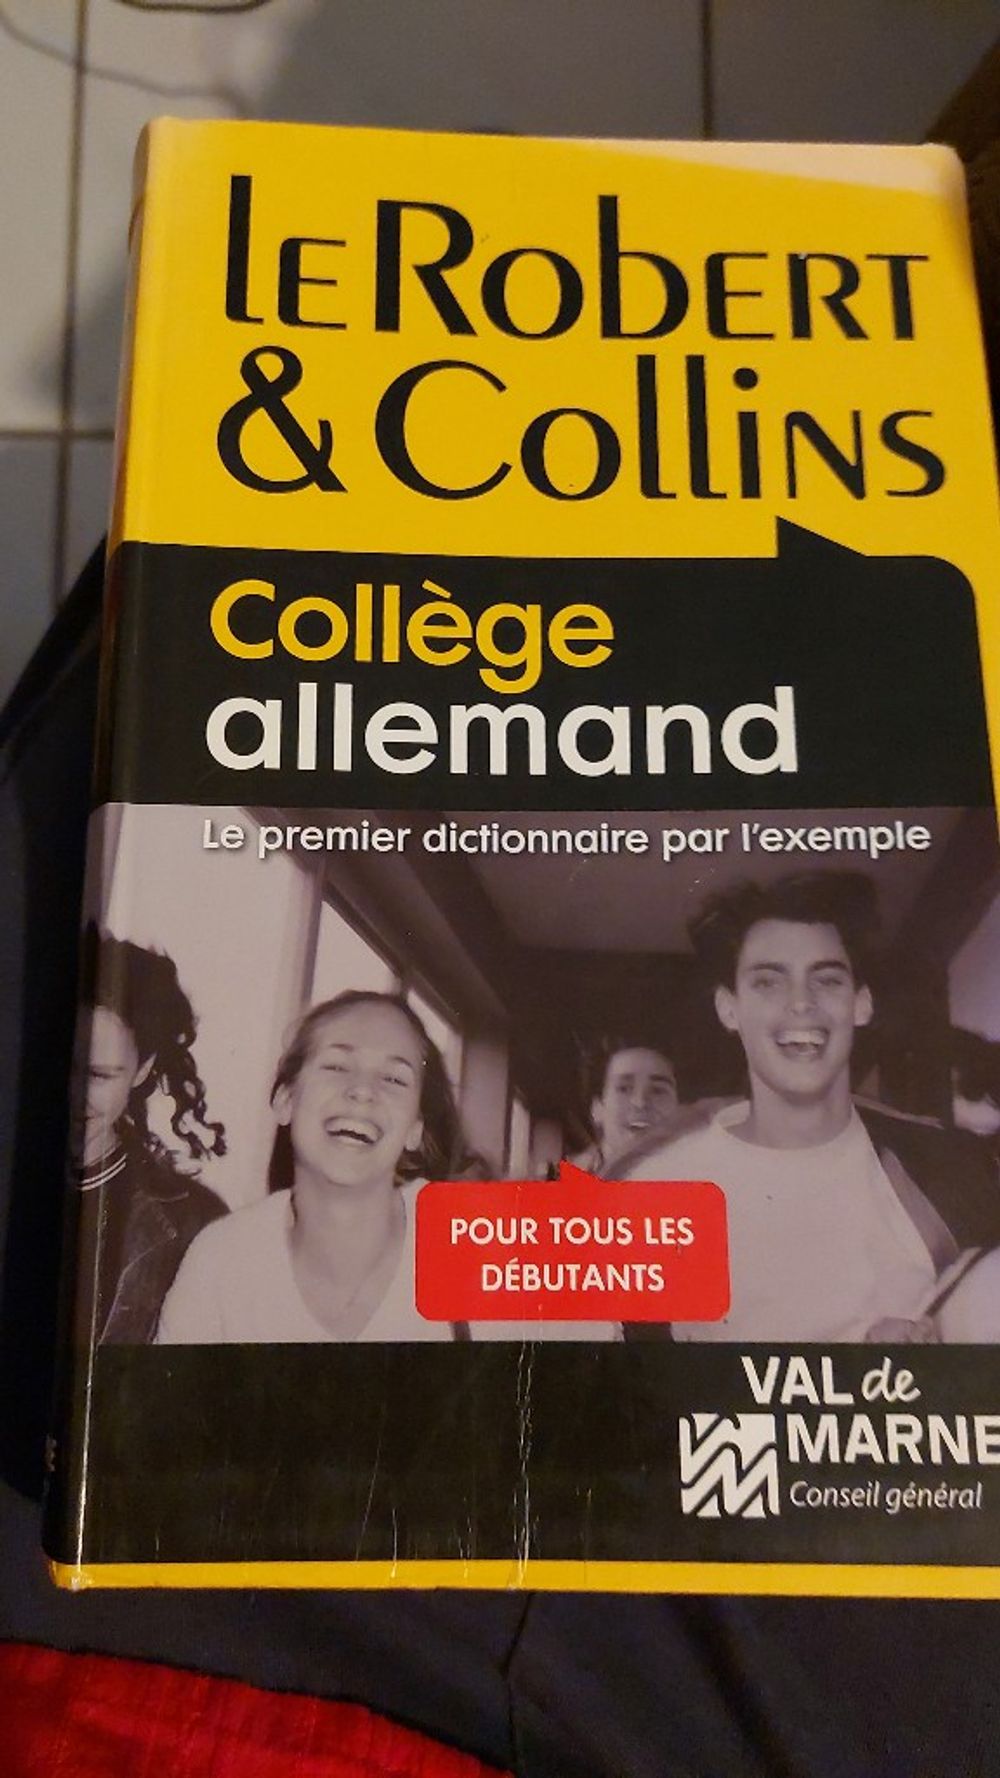 Le Robert
& Collins
Collège
allemand
Le premier dictionnaire par l'exemple
POUR TOUS LES
DÉBUTANTS
VAL de
MARNE
Conseil général